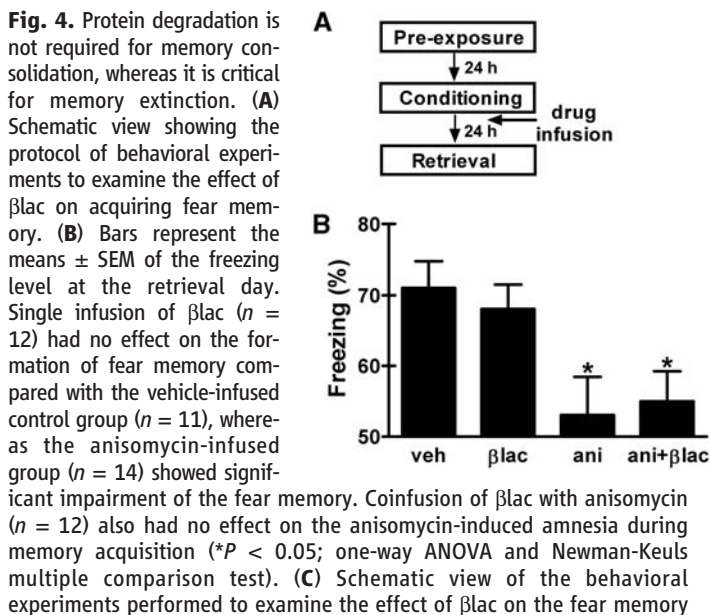 Fig. 4. Protein degradation is
not required for memory con-
solidation, whereas it is critical
for memory extinction. (A)
Schematic view showing the
protocol of behavioral experi-
ments to examine the effect of
βlac on acquiring fear mem-
ory. (B) Bars represent the
means ± SEM of the freezing
level at the retrieval day.
Single infusion of βlac (n =
12) had no effect on the for-
mation of fear memory com-
pared with the vehicle-infused
control group (n = 11), where-
as the anisomycin-infused
group (n = 14) showed signif-
icant impairment of the fear memory. Coinfusion of βlac with anisomycin
(n = 12) also had no effect on the anisomycin-induced amnesia during
memory acquisition (*P < 0.05; one-way ANOVA and Newman-Keuls
multiple comparison test). (C) Schematic view of the behavioral
experiments performed to examine the effect of βlac on the fear memory
A
Pre-exposure
24 h
Conditioning
drug
infusion
24 h
Retrieval
B
Freezing (%)
80
70
60
50
* *
veh βlac ani ani+βlac